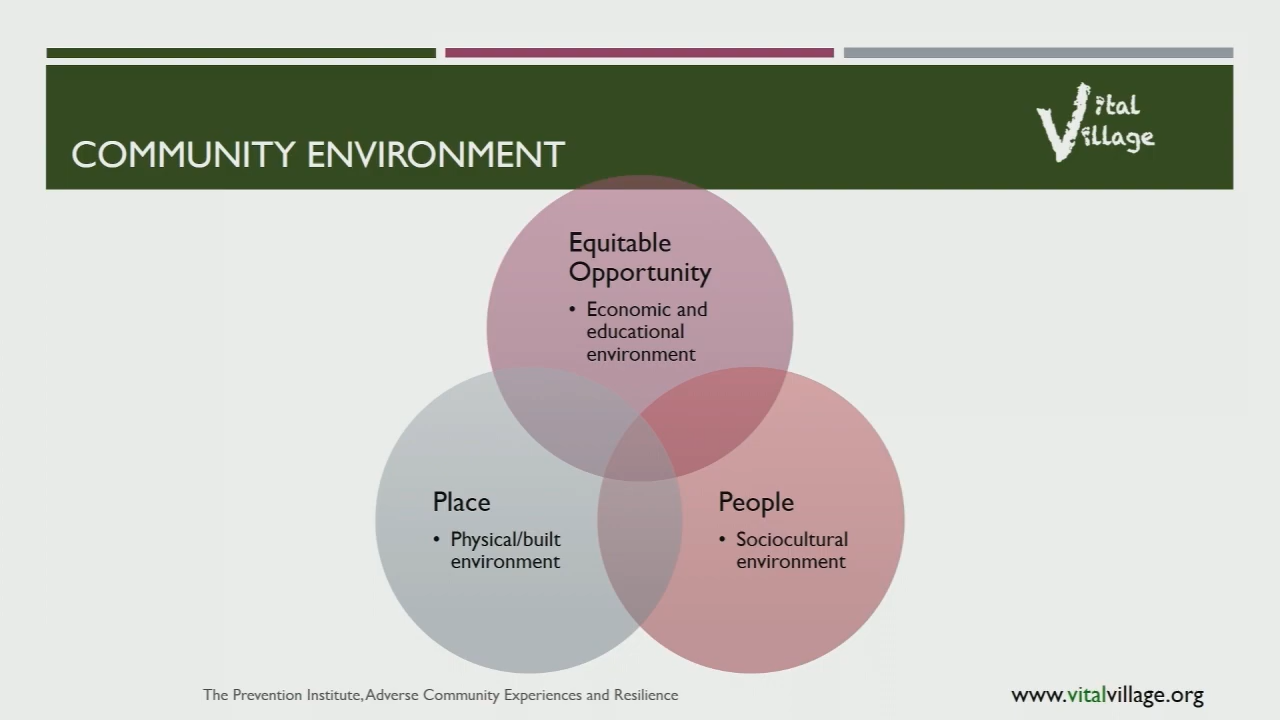 Vital
Village
COMMUNITY ENVIRONMENT
Equitable
Opportunity
• Economic and
educational
environment
Place
• Physical/built
environment
People
• Sociocultural
environment
The Prevention Institute, Adverse Community Experiences and Resilience
www.vitalvillage.org